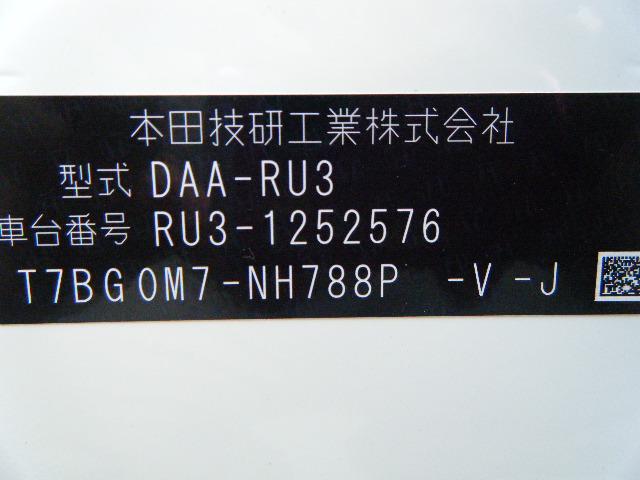 本田技研工業株式会社
型式 DAA-RU3
車台番号 RU3-1252576
T7BG0M7-NH788P -V -J